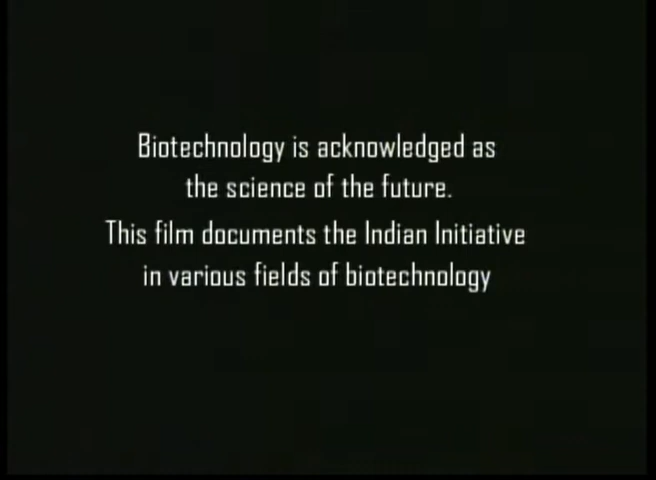 Biotechnology is acknowledged as
the science of the future.
This film documents the Indian Initiative
in various fields of biotechnology